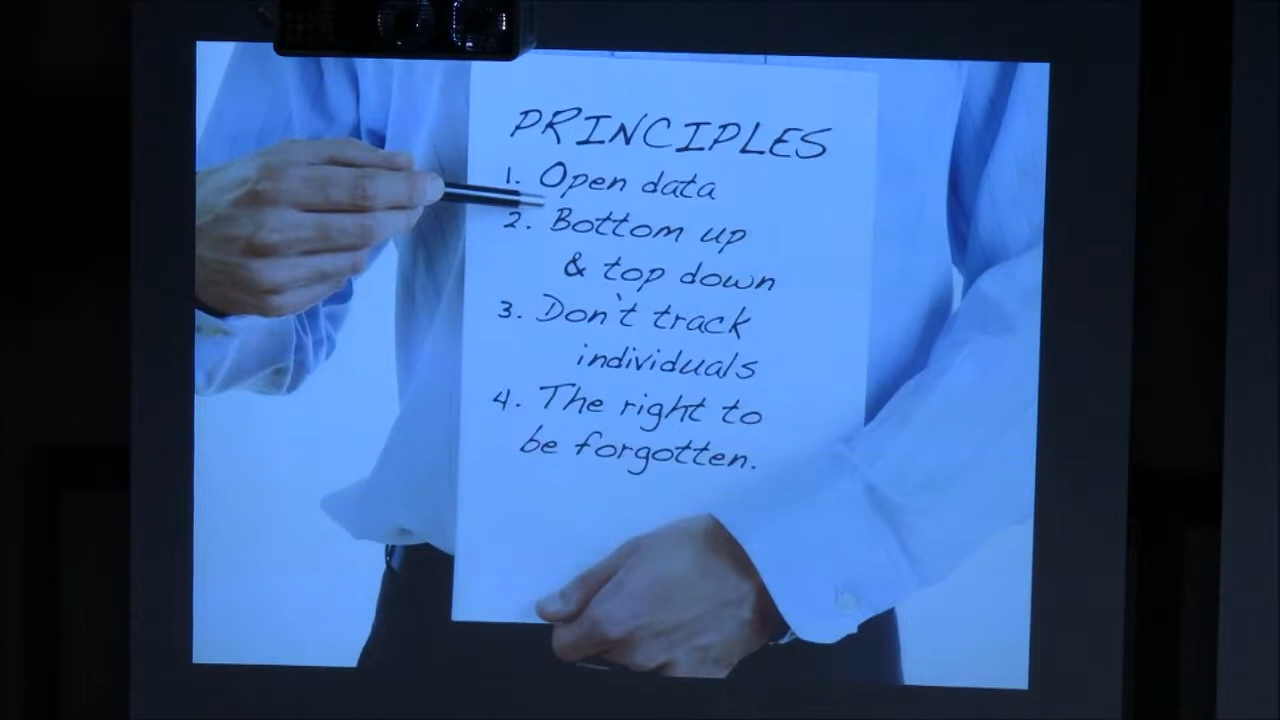 PRINCIPLES
1. Open data
2. Bottom up
& top down
3. Don't track
individuals
4. The right to
be forgotten.